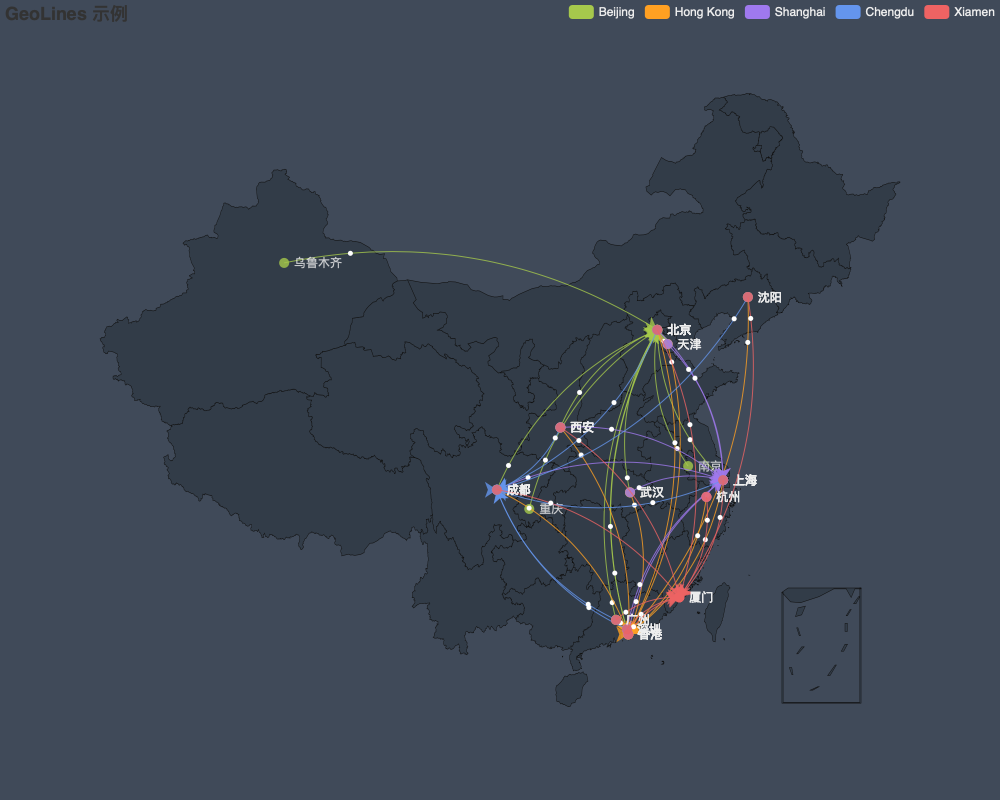 GeoLines 示例
Beijing
Hong Kong
Shanghai
Chengdu
Xiamen
乌鲁木齐
沈阳
北京
天津
西安
南京
上海
成都
武汉
杭州
重庆
厦门
广州
香港